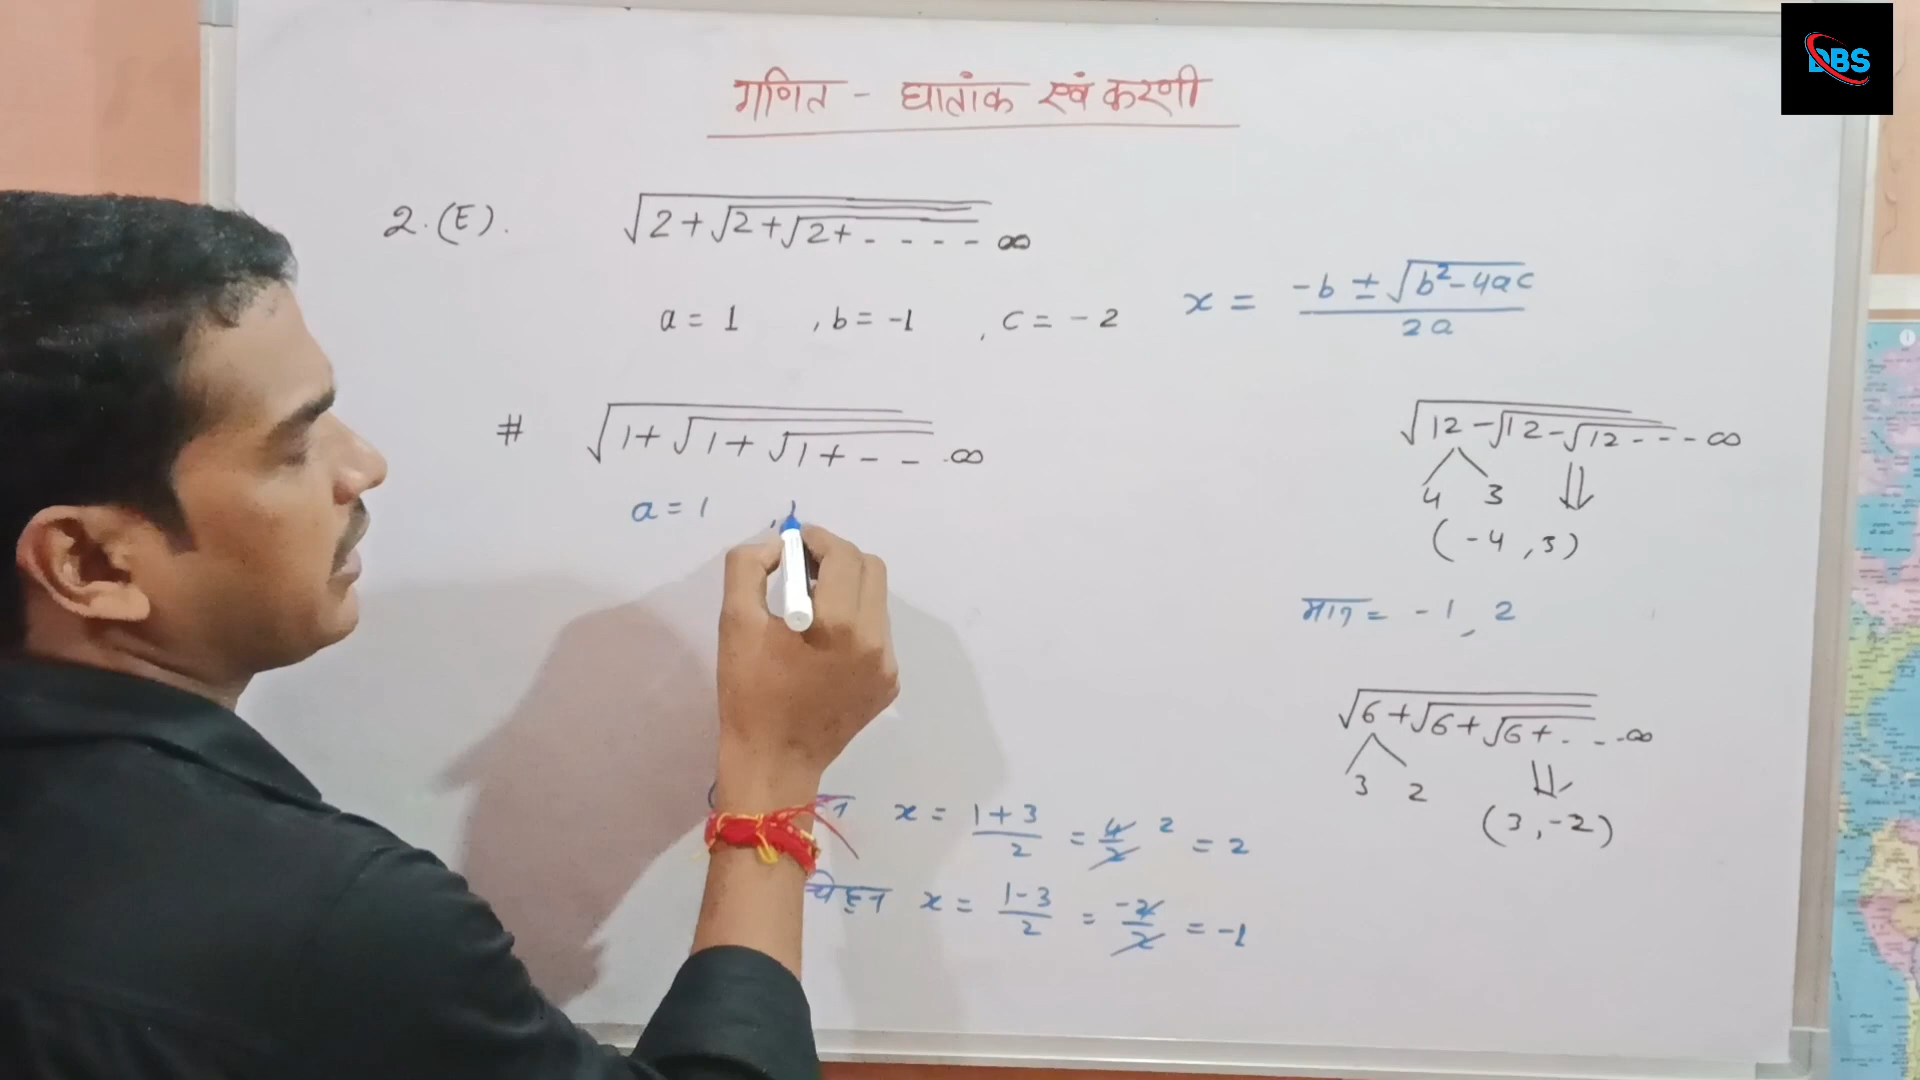 DBS
गणित - घातांक एवं करणी
2.(E). √2+√2+√2+ - - - - - ∞
a = 1 , b = -1 , c = - 2
x = -b ± √b²-4ac / 2a
# √1+√1+√1+ - - ∞
a = 1 ,
√12-√12-√12 - - - ∞
4 3
(-4, 3)
मान = -1, 2
√6+√6+√6+ . - - ∞
3 2
(3, -2)
x = 1+3 / 2 = 4/2 2 = 2
x = 1-3 / 2 = -2/2 = -1